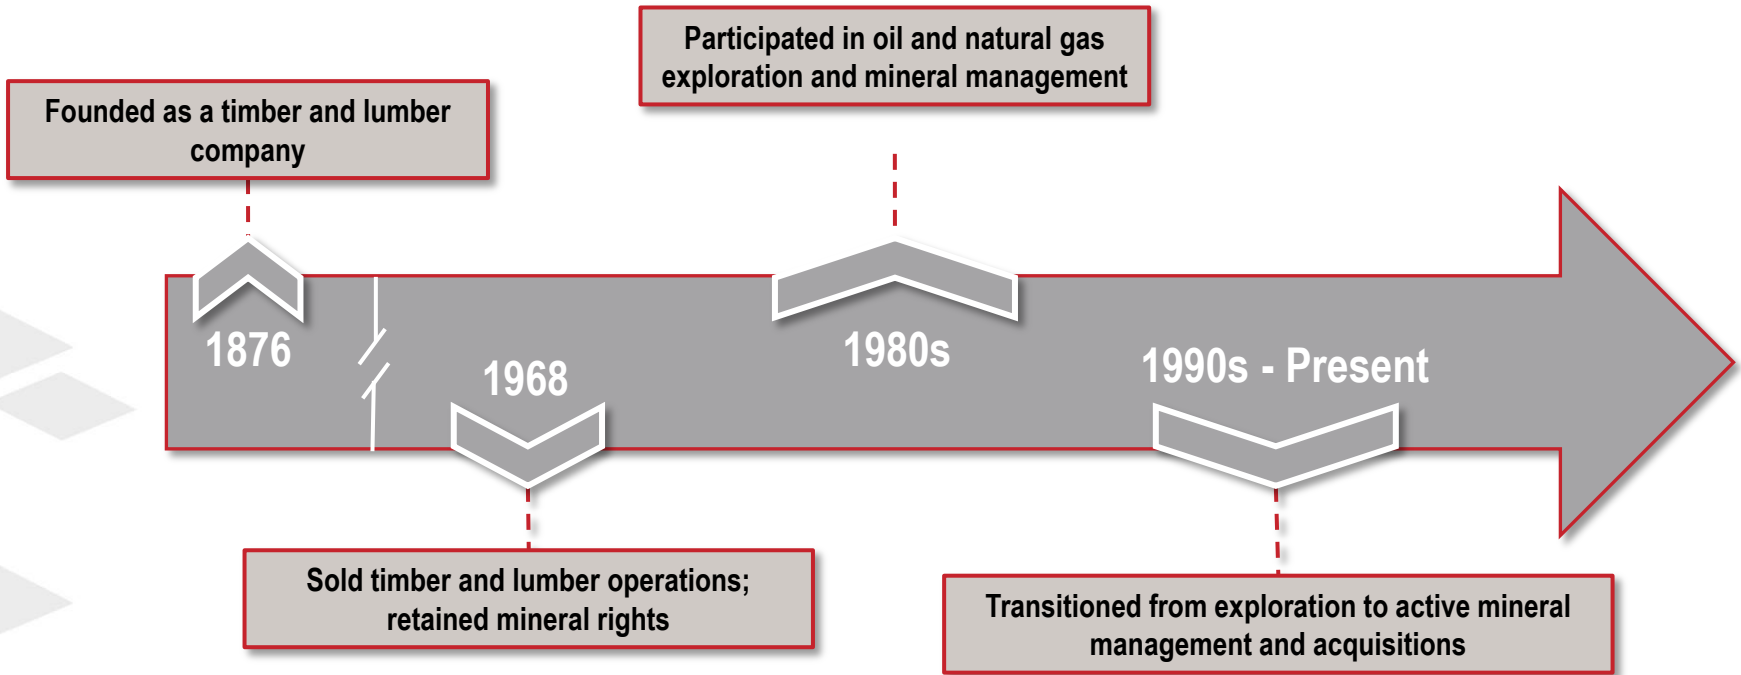 Participated in oil and natural gas
exploration and mineral management
Founded as a timber and lumber
company
1876
1968
1980s
1990s - Present
Sold timber and lumber operations;
retained mineral rights
Transitioned from exploration to active mineral
management and acquisitions